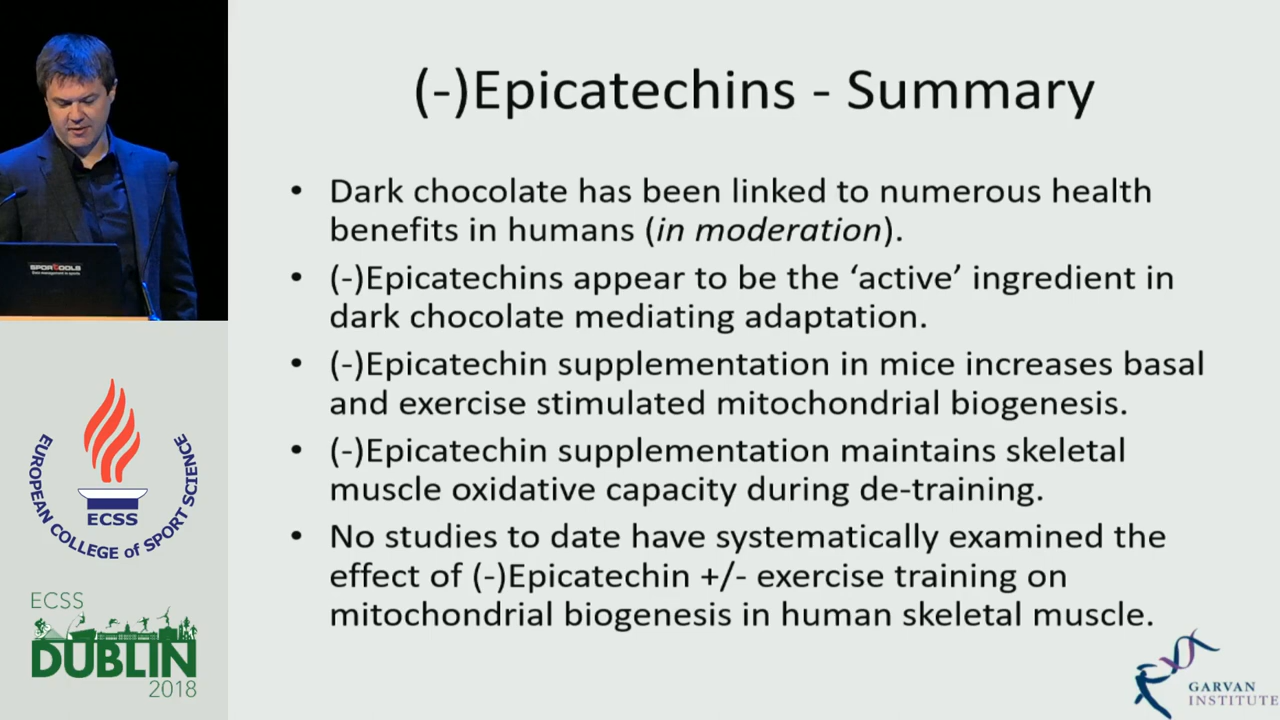 (-)Epicatechins - Summary
• Dark chocolate has been linked to numerous health
benefits in humans (in moderation).
• (-)Epicatechins appear to be the ‘active’ ingredient in
dark chocolate mediating adaptation.
• (-)Epicatechin supplementation in mice increases basal
and exercise stimulated mitochondrial biogenesis.
• (-)Epicatechin supplementation maintains skeletal
muscle oxidative capacity during de-training.
• No studies to date have systematically examined the
effect of (-)Epicatechin +/- exercise training on
mitochondrial biogenesis in human skeletal muscle.
GARVAN
INSTITUTE
EUROPEAN COLLEGE of SPORT SCIENCE
ECSS
ECSS
DUBLIN
2018